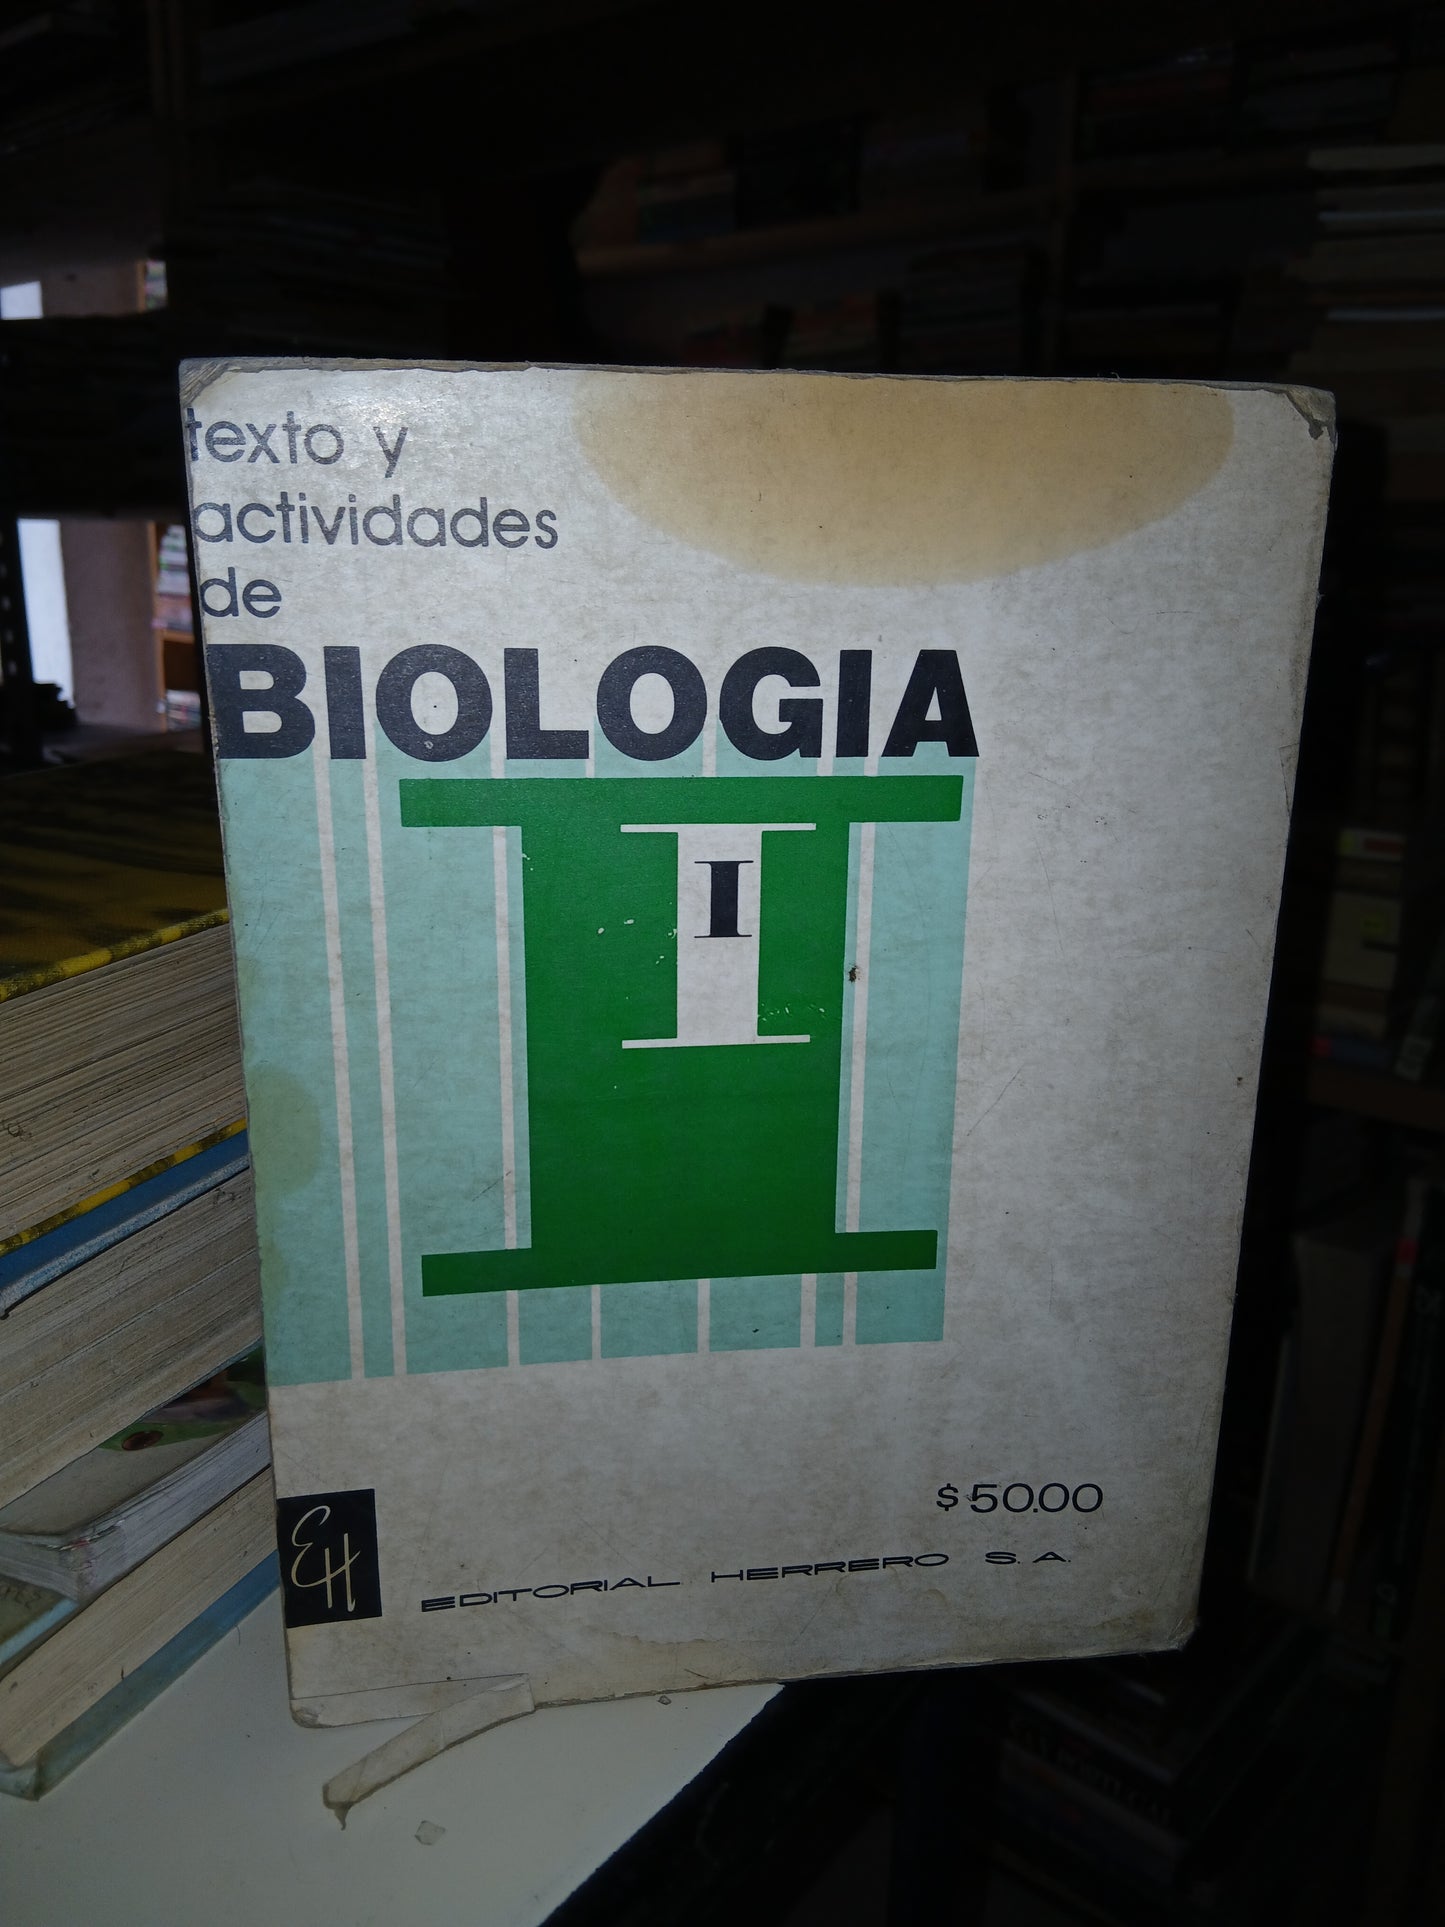 texto y
actividades
de
BIOLOGIA
I
EH
$50.00
EDITORIAL HERRERO S. A.